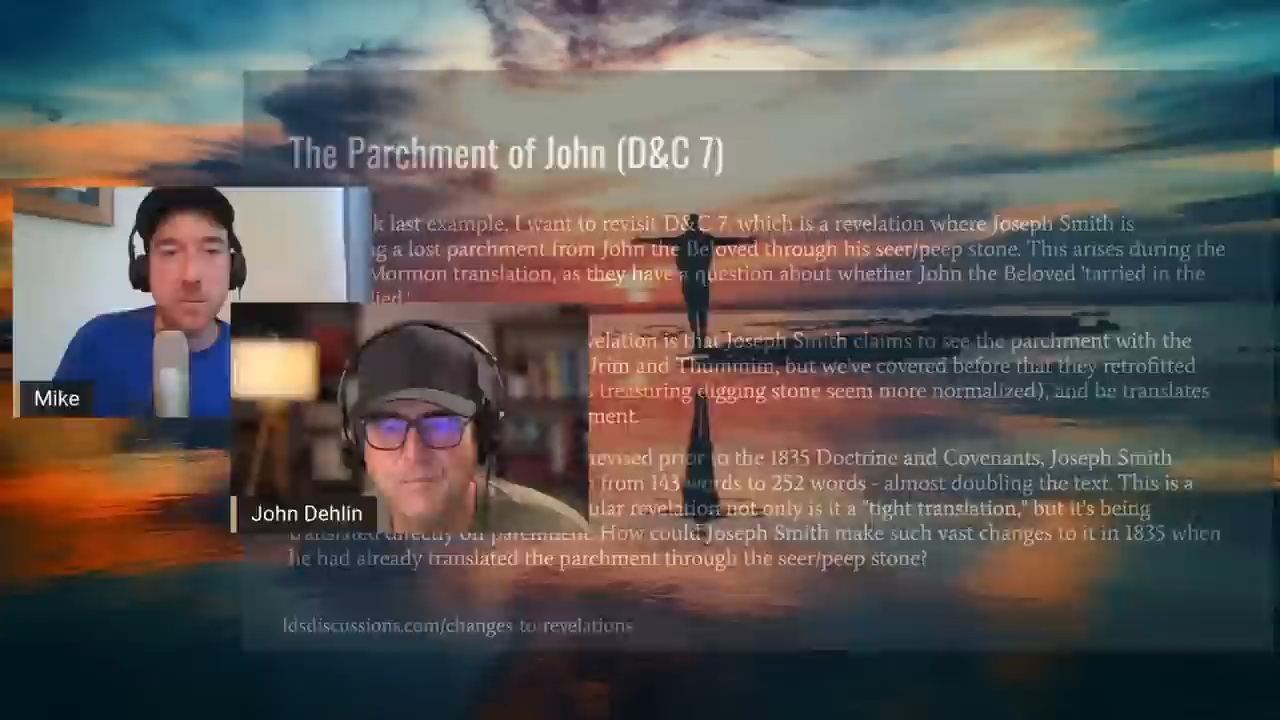 The Parchment of John (D&C 7)
k last example, I want to revisit D&C 7 which is a revelation where Joseph Smith is
g a lost parchment from John the Beloved through his seer/peep stone. This arises during the
Mormon translation, as they have a question about whether John the Beloved 'tarried in the
lied.'
velation is that Joseph Smith claims to see the parchment with the
Urim and Thummim, but we've covered before that they retrofitted
treasuring digging stone seem more normalized), and he translates
ment.
revised prior to the 1835 Doctrine and Covenants, Joseph Smith
from 143 words to 252 words - almost doubling the text. This is a
ular revelation not only is it a "tight translation," but it's being
translated directly off parchment. How could Joseph Smith make such vast changes to it in 1835 when
he had already translated the parchment through the seer/peep stone?
ldsdiscussions.com/changes-to-revelations
Mike
John Dehlin